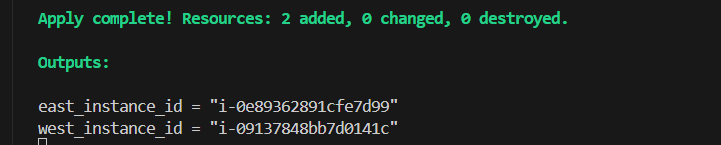 Apply complete! Resources: 2 added, 0 changed, 0 destroyed.
Outputs:
east_instance_id = "i-0e89362891cfe7d99"
west_instance_id = "i-09137848bb7d0141c"